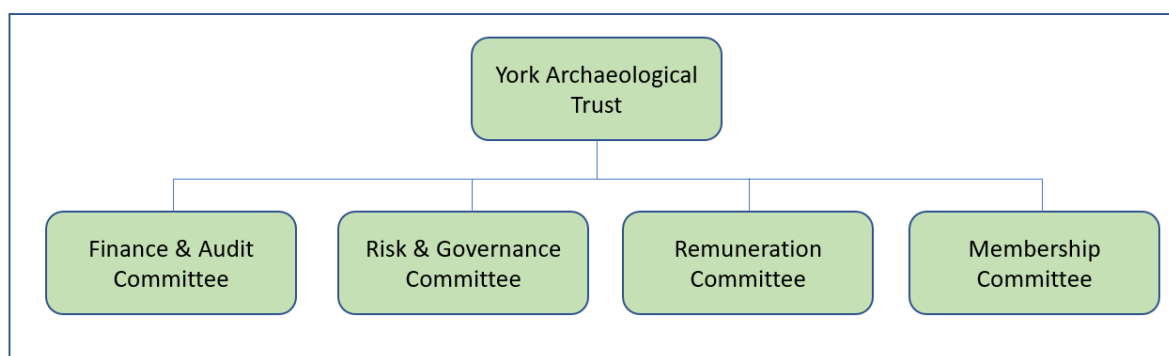 York Archaeological
Trust
Finance & Audit
Committee
Risk & Governance
Committee
Remuneration
Committee
Membership
Committee